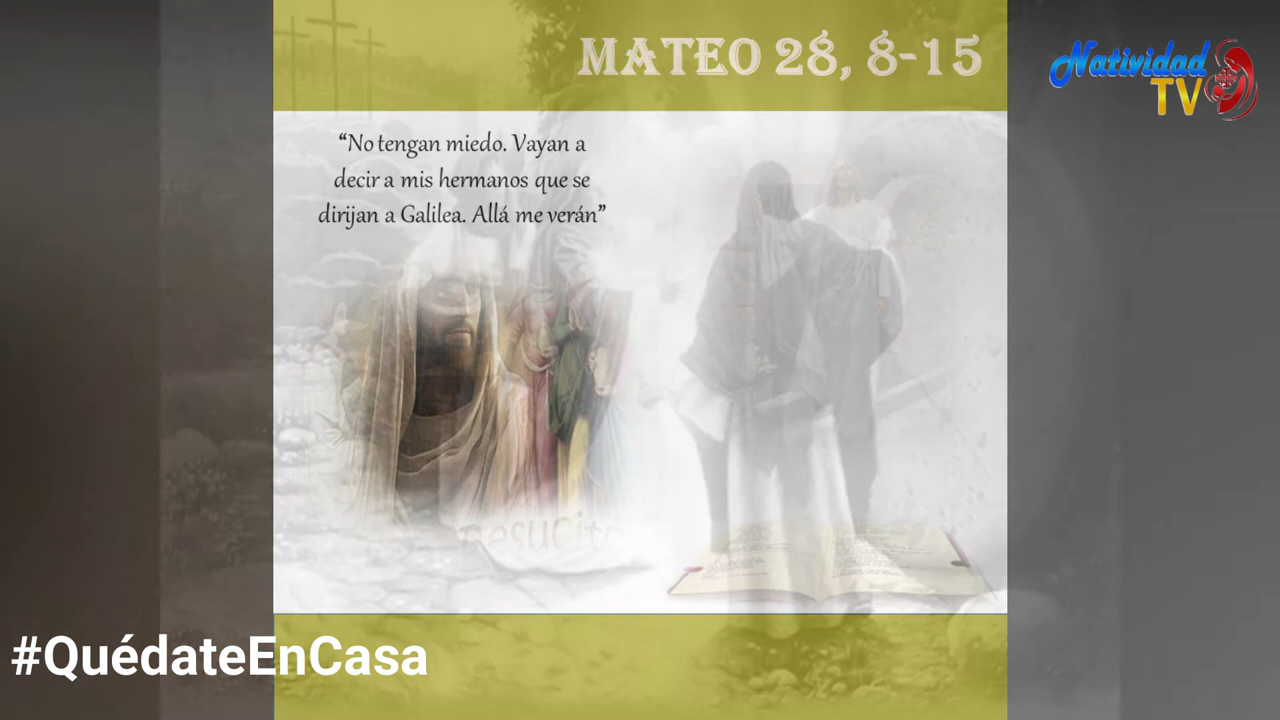 MATEO 28, 8-15
Natividad
TV
“No tengan miedo. Vayan a
decir a mis hermanos que se
dirijan a Galilea. Allá me verán”
Resucitó
#QuédateEnCasa